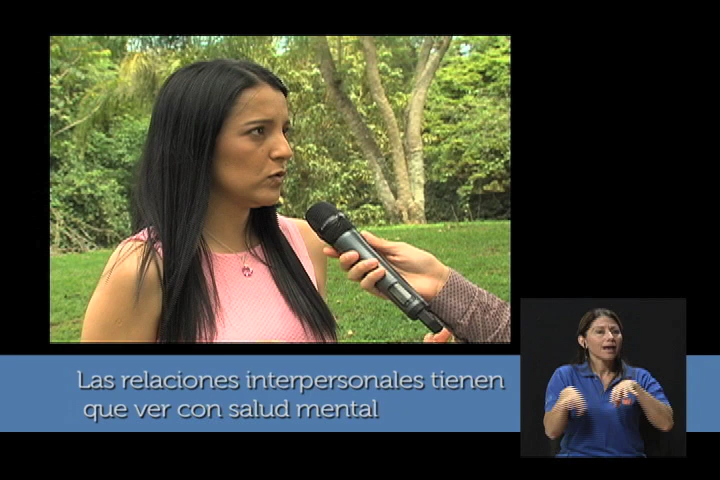 Las relaciones interpersonales tienen
que ver con salud mental